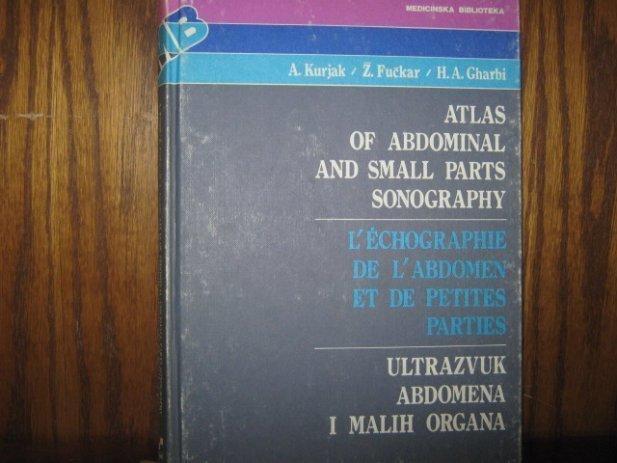 MEDICINSKA BIBLIOTEKA
A. Kurjak / Ž. Fučkar / H. A. Gharbi
ATLAS
OF ABDOMINAL
AND SMALL PARTS
SONOGRAPHY
L'ÉCHOGRAPHIE
DE L'ABDOMEN
ET DE PETITES
PARTIES
ULTRAZVUK
ABDOMENA
I MALIH ORGANA